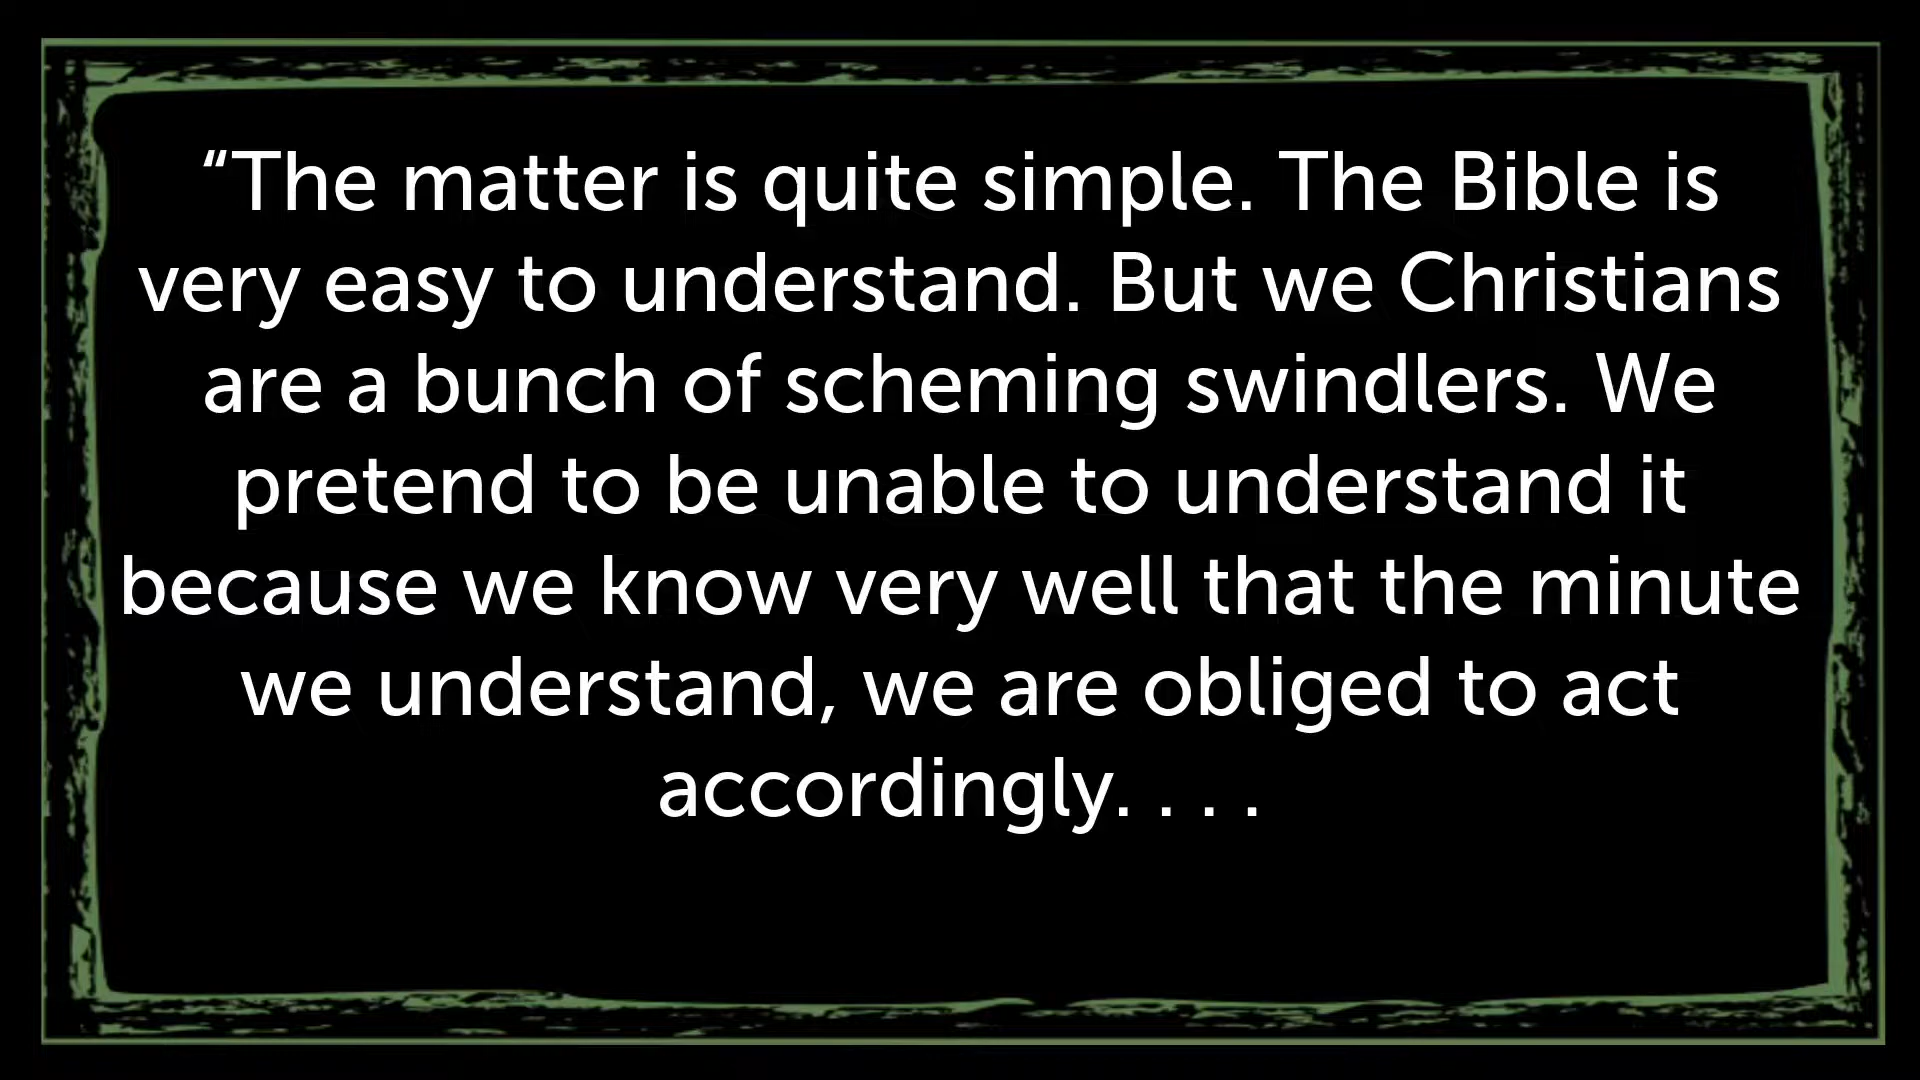 “The matter is quite simple. The Bible is
very easy to understand. But we Christians
are a bunch of scheming swindlers. We
pretend to be unable to understand it
because we know very well that the minute
we understand, we are obliged to act
accordingly. . . .